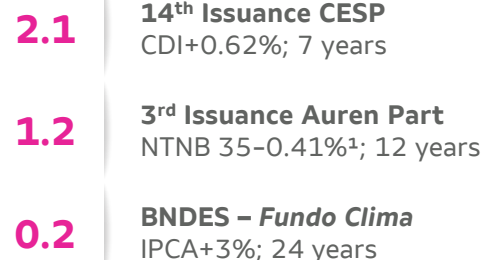 2.1
14th Issuance CESP
CDI+0.62%; 7 years
1.2
3rd Issuance Auren Part
NTNB 35-0.41%¹; 12 years
0.2
BNDES – Fundo Clima
IPCA+3%; 24 years